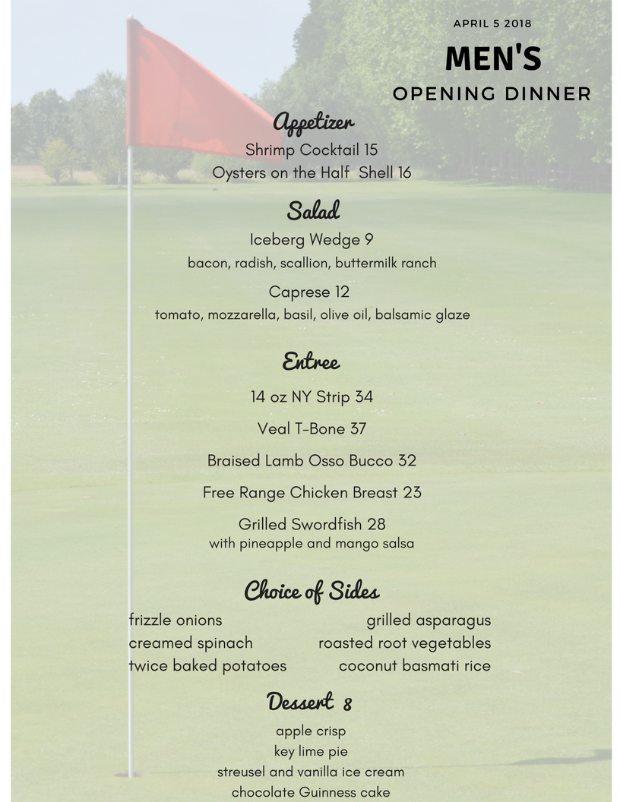 APRIL 5 2018
MEN'S
OPENING DINNER
Appetizer
Shrimp Cocktail 15
Oysters on the Half Shell 16
Salad
Iceberg Wedge 9
bacon, radish, scallion, buttermilk ranch
Caprese 12
tomato, mozzarella, basil, olive oil, balsamic glaze
Entree
14 oz NY Strip 34
Veal T-Bone 37
Braised Lamb Osso Bucco 32
Free Range Chicken Breast 23
Grilled Swordfish 28
with pineapple and mango salsa
Choice of Sides
frizzle onions grilled asparagus
creamed spinach roasted root vegetables
twice baked potatoes coconut basmati rice
Dessert 8
apple crisp
key lime pie
streusel and vanilla ice cream
chocolate Guinness cake